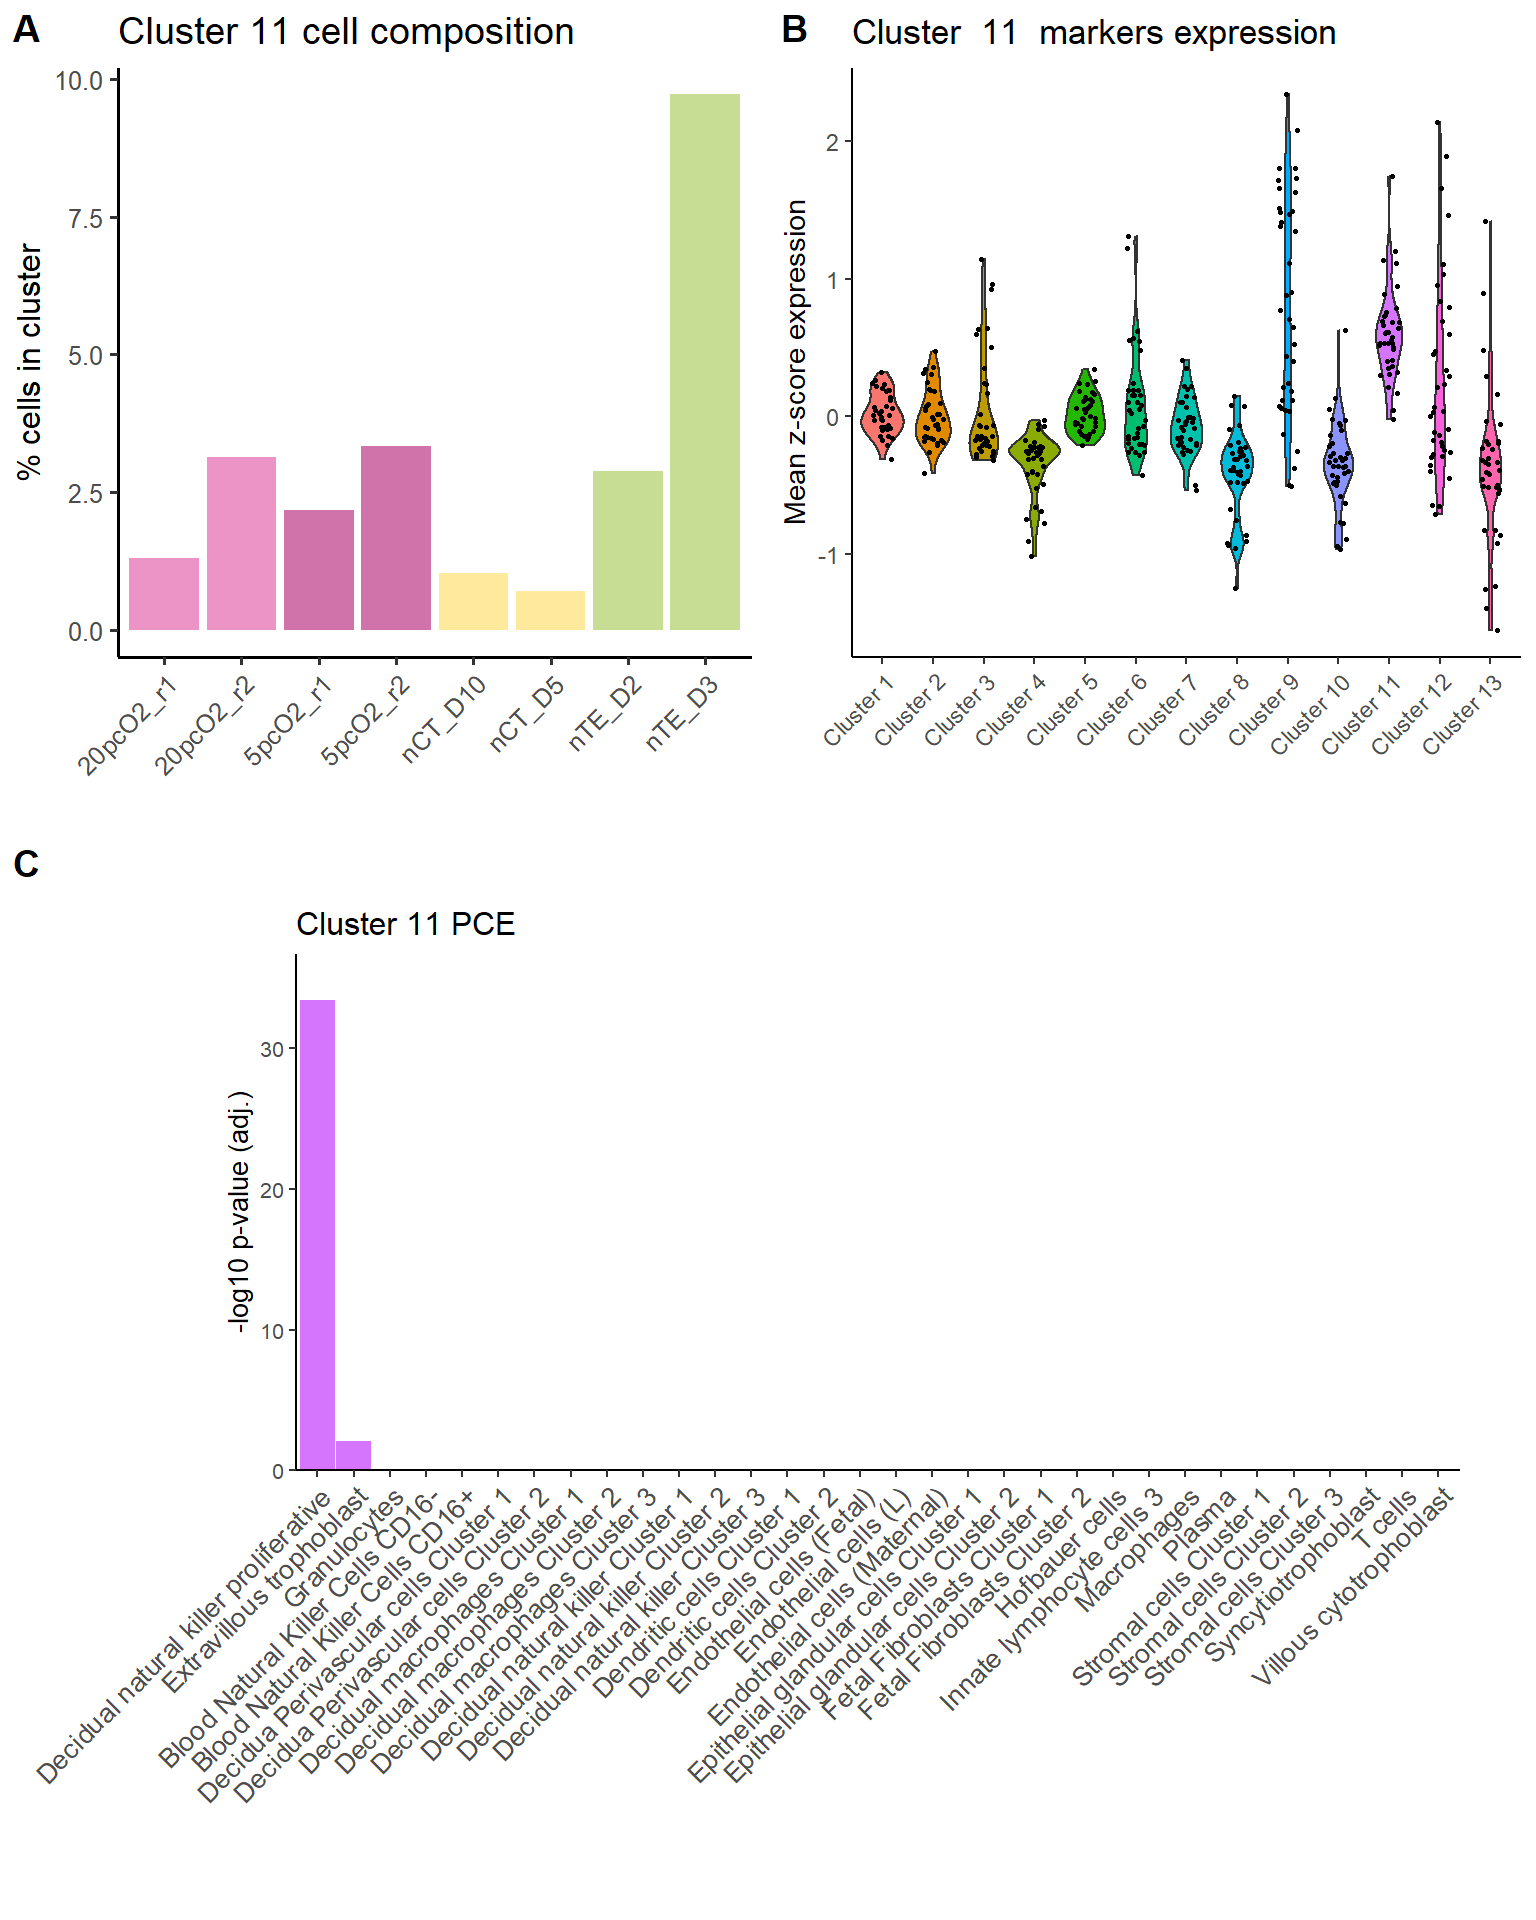 A
Cluster 11 cell composition
10.0
7.5
5.0
2.5
0.0
% cells in cluster
20pcO2_r1
20pcO2_r2
5pcO2_r1
5pcO2_r2
nCT_D10
nCT_D5
nTE_D2
nTE_D3
B
Cluster 11 markers expression
2
1
0
-1
Mean z-score expression
Cluster 1
Cluster 2
Cluster 3
Cluster 4
Cluster 5
Cluster 6
Cluster 7
Cluster 8
Cluster 9
Cluster 10
Cluster 11
Cluster 12
Cluster 13
C
Cluster 11 PCE
30
20
10
0
-log10 p-value (adj.)
Decidual natural killer proliferative
Extravillous trophoblast
Granulocytes
Blood Natural Killer Cells CD16-
Blood Natural Killer Cells CD16+
Decidua Perivascular cells Cluster 1
Decidua Perivascular cells Cluster 2
Decidual macrophages Cluster 1
Decidual macrophages Cluster 2
Decidual macrophages Cluster 3
Decidual natural killer Cluster 1
Decidual natural killer Cluster 2
Decidual natural killer Cluster 3
Dendritic cells Cluster 1
Dendritic cells Cluster 2
Endothelial cells (Fetal)
Endothelial cells (L)
Endothelial cells (Maternal)
Epithelial glandular cells Cluster 1
Epithelial glandular cells Cluster 2
Fetal Fibroblasts Cluster 1
Fetal Fibroblasts Cluster 2
Hofbauer cells
Innate lymphocyte cells 3
Macrophages
Plasma
Stromal cells Cluster 1
Stromal cells Cluster 2
Stromal cells Cluster 3
Syncytiotrophoblast
T cells
Villous cytotrophoblast